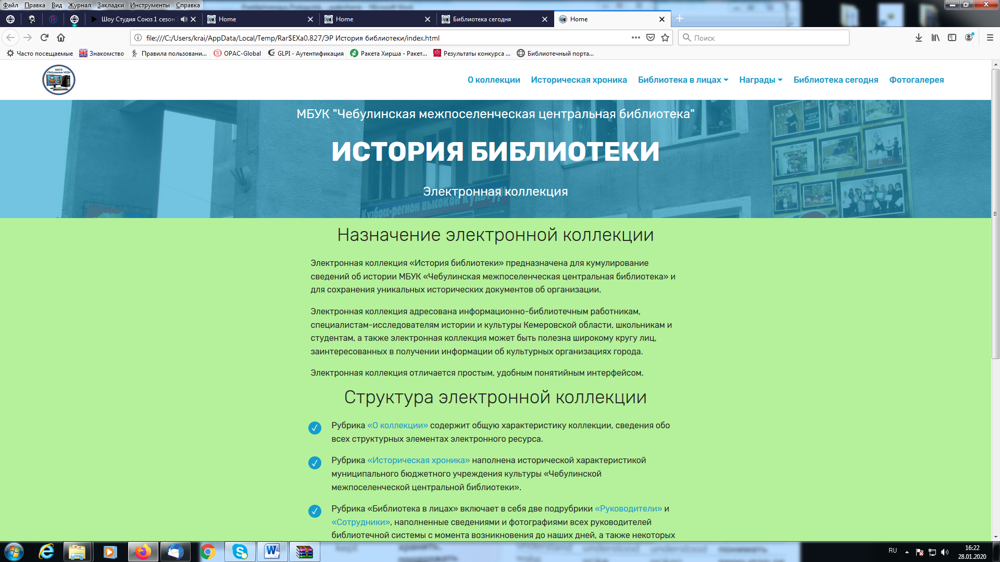 Файл Правка Вид Журнал Закладки Инструменты Справка
Шоу Студия Союз 1 сезон 1
Home
Home
Библиотека сегодня
Home
file:///C:/Users/krai/AppData/Local/Temp/Rar$EXa0.827/ЭР История библиотеки/index.html
Поиск
Часто посещаемые Знакомство Правила пользовани... OPAC-Global GLPI - Аутентификация Ракета Хирша - Ракет... Результаты конкурса ... Библиотечный порта...
МБУК
«Чебулинская МЦБ»
О коллекции Историческая хроника Библиотека в лицах Награды Библиотека сегодня Фотогалерея
МБУК "Чебулинская межпоселенческая центральная библиотека"
ИСТОРИЯ БИБЛИОТЕКИ
Электронная коллекция
Кузбасс-регион высокой культуры
Назначение электронной коллекции
Электронная коллекция «История библиотеки» предназначена для кумулирование
сведений об истории МБУК «Чебулинская межпоселенческая центральная библиотека» и
для сохранения уникальных исторических документов об организации.
Электронная коллекция адресована информационно-библиотечным работникам,
специалистам-исследователям истории и культуры Кемеровской области, школьникам и
студентам, а также электронная коллекция может быть полезна широкому кругу лиц,
заинтересованных в получении информации об культурных организациях города.
Электронная коллекция отличается простым, удобным понятийным интерфейсом.
Структура электронной коллекции
Рубрика «О коллекции» содержит общую характеристику коллекции, сведения обо
всех структурных элементах электронного ресурса.
Рубрика «Историческая хроника» наполнена исторической характеристикой
муниципального бюджетного учреждения культуры «Чебулинской
межпоселенческой центральной библиотеки».
Рубрика «Библиотека в лицах» включает в себя две подрубрики «Руководители» и
«Сотрудники», наполненные сведениями и фотографиями всех руководителей
библиотечной системы с момента возникновения до наших дней, а также некоторых
RU
16:22
28.01.2020